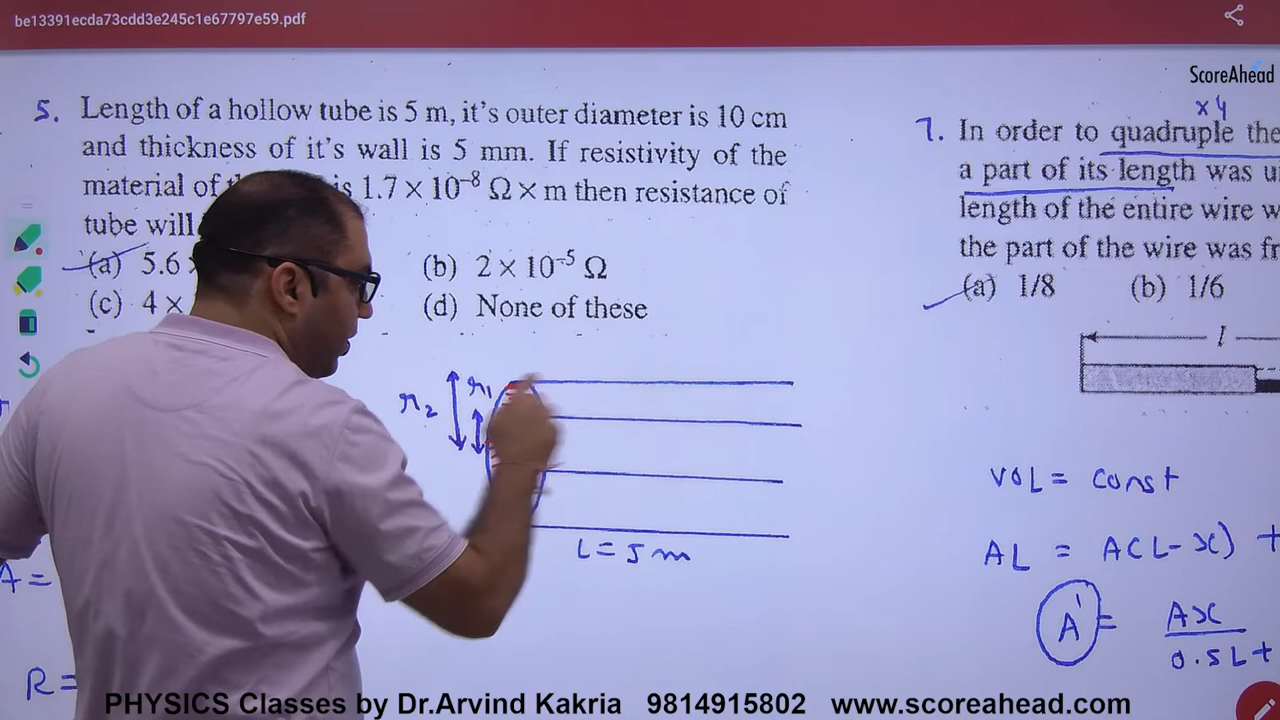 be13391ecda73cdd3e245c1e67797e59.pdf
ScoreAhead
5. Length of a hollow tube is 5 m, it's outer diameter is 10 cm
and thickness of it's wall is 5 mm. If resistivity of the
material of is 1.7 × 10⁻⁸ Ω × m then resistance of
tube will
(a) 5.6
(b) 2 × 10⁻⁵ Ω
(c) 4 ×
(d) None of these
r₂ r₁
L = 5 m
A =
R =
x 4
7. In order to quadruple the
a part of its length was
length of the entire wire
the part of the wire was
(a) 1/8 (b) 1/6
l
VOL = const
AL = A(L-x) +
A' = Ax
0.5L+
PHYSICS Classes by Dr.Arvind Kakria 9814915802 www.scoreahead.com